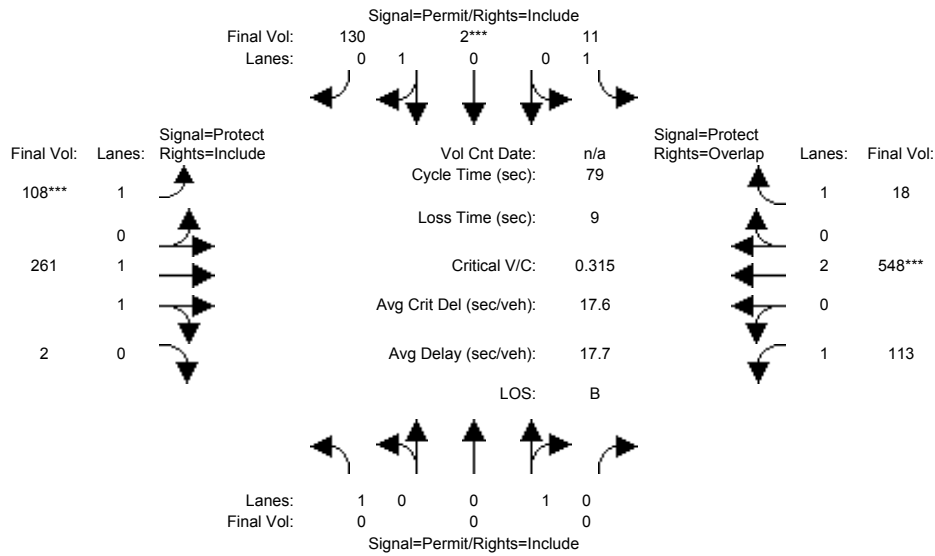 Signal=Permit/Rights=Include
Final Vol: 130 2*** 11
Lanes: 0 1 0 0 1
Signal=Protect
Final Vol: Lanes: Rights=Include
Vol Cnt Date: n/a
Signal=Protect
Rights=Overlap Lanes: Final Vol:
Cycle Time (sec): 79
108*** 1
1 18
Loss Time (sec): 9
0
0
261 1
Critical V/C: 0.315
2 548***
1
Avg Crit Del (sec/veh): 17.6
0
2 0
Avg Delay (sec/veh): 17.7
1 113
LOS: B
Lanes: 1 0 0 1 0
Final Vol: 0 0 0
Signal=Permit/Rights=Include